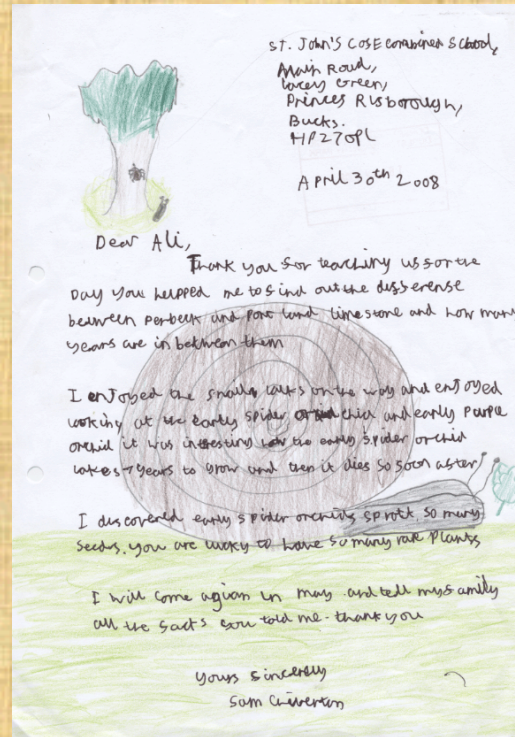 St. John's CofE combined School,
Main Road,
Lacey Green,
Princes Risborough,
Bucks.
HP27 0PL
April 30th 2008
Dear Ali,
Thank you for teaching us for the
Day you helpped me to find out the differense
between perbeck and port land limestone and how many
years are in between them
I enjoyed the snails talks on the way and enjoyed
looking at the early spider orchid and early purple
orchid it was intresting how the early spider orchid
takes 7 years to grow and then it dies so soon after
I discovered early spider orchids sprott so many
seeds. you are lucky to have so many rare plants
I will come agian in may and tell my family
all the facts you told me. thank you
yours sincerely
Sam